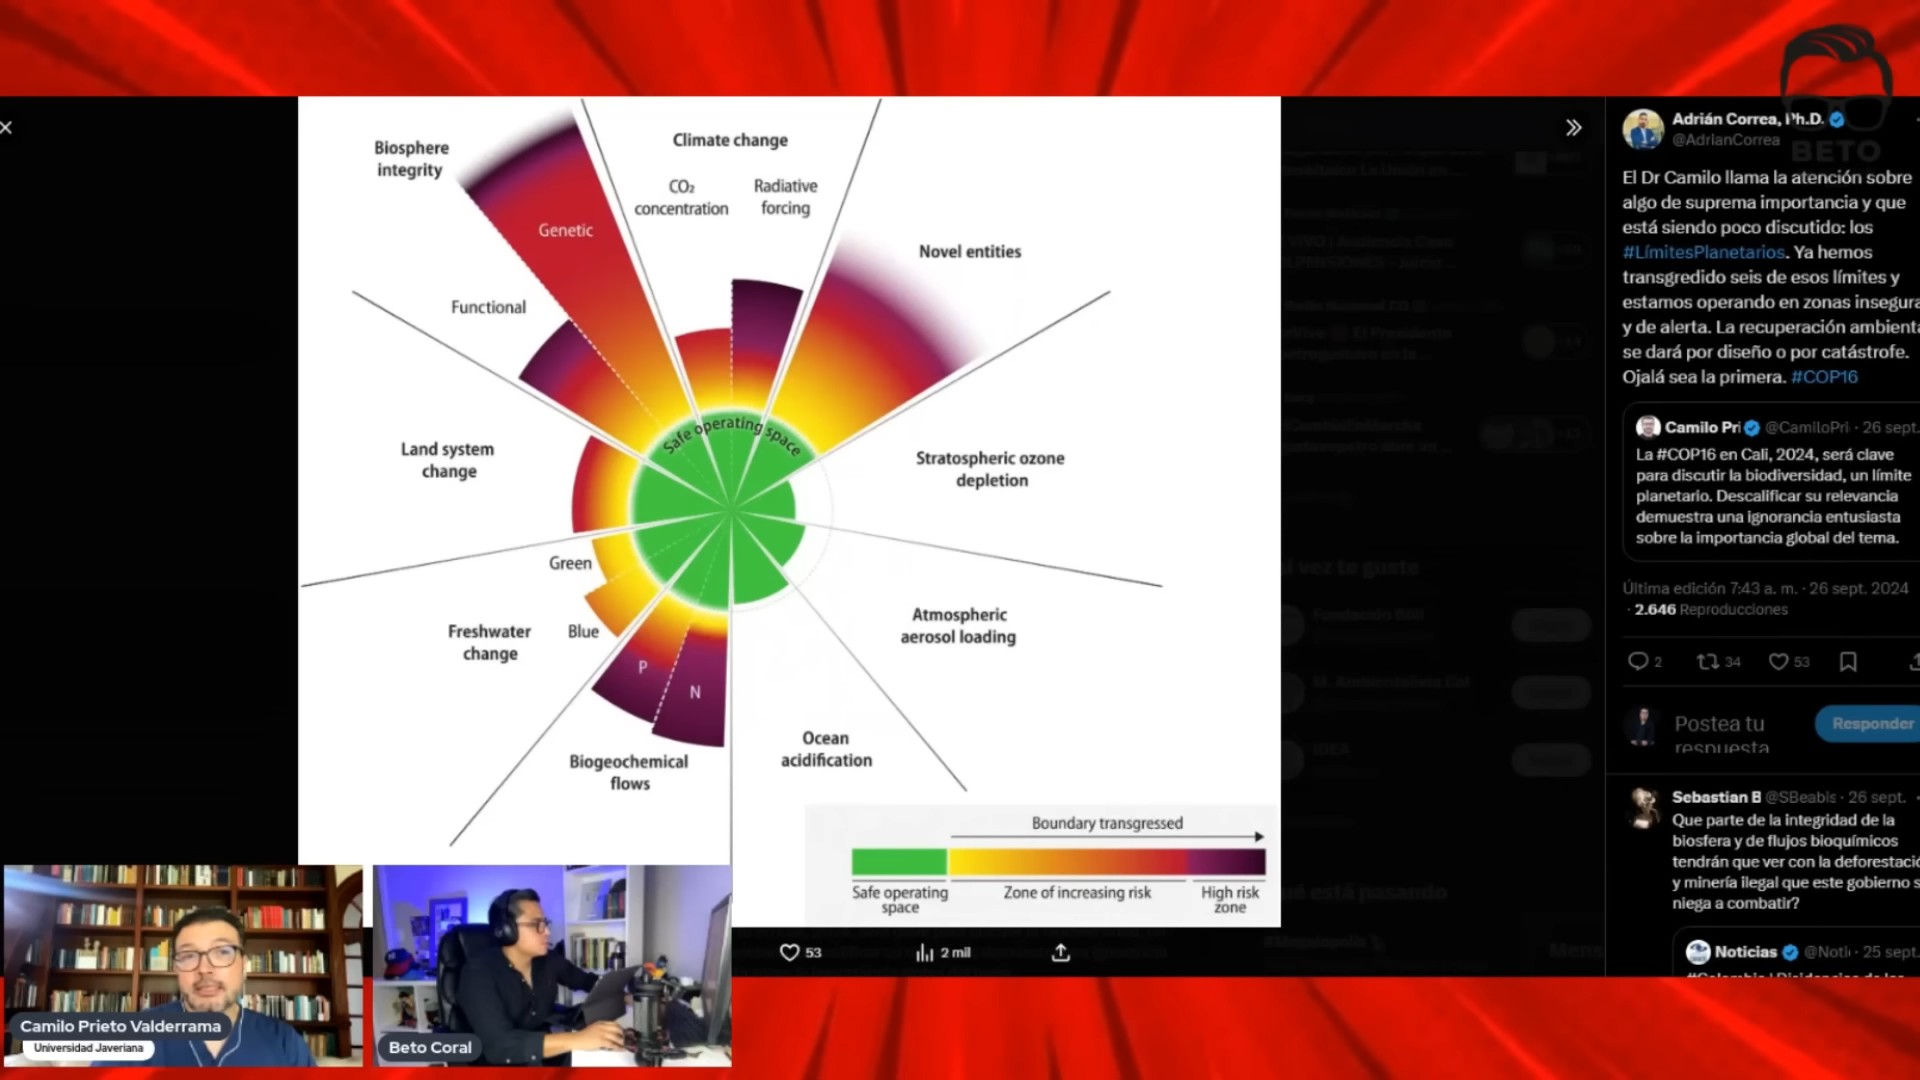 Biosphere
integrity
Climate change
CO₂
concentration
Radiative
forcing
Genetic
Novel entities
Functional
Safe operating space
Land system
change
Stratospheric ozone
depletion
Green
Atmospheric
aerosol loading
Freshwater
change
Blue
P
N
Ocean
acidification
Biogeochemical
flows
Boundary transgressed
Safe operating
space
Zone of increasing risk
High risk
zone
53
2 mil
Camilo Prieto Valderrama
Universidad Javeriana
Beto Coral
BETO
Adrián Correa, Ph.D.
@AdrianCorrea
El Dr Camilo llama la atención sobre
algo de suprema importancia y que
está siendo poco discutido: los
#LímitesPlanetarios. Ya hemos
transgredido seis de esos límites y
estamos operando en zonas insegura
y de alerta. La recuperación ambienta
se dará por diseño o por catástrofe.
Ojalá sea la primera. #COP16
Camilo Pri @CamiloPri · 26 sept.
La #COP16 en Cali, 2024, será clave
para discutir la biodiversidad, un límite
planetario. Descalificar su relevancia
demuestra una ignorancia entusiasta
sobre la importancia global del tema.
Última edición 7:43 a. m. · 26 sept. 2024
· 2.646 Reproducciones
2 34 53
Postea tu
respuesta
Responder
Sebastian B @SBeabis · 26 sept.
Que parte de la integridad de la
biosfera y de flujos bioquímicos
tendrán que ver con la deforestació
y minería ilegal que este gobierno s
niega a combatir?
Noticias @Noti · 25 sept.